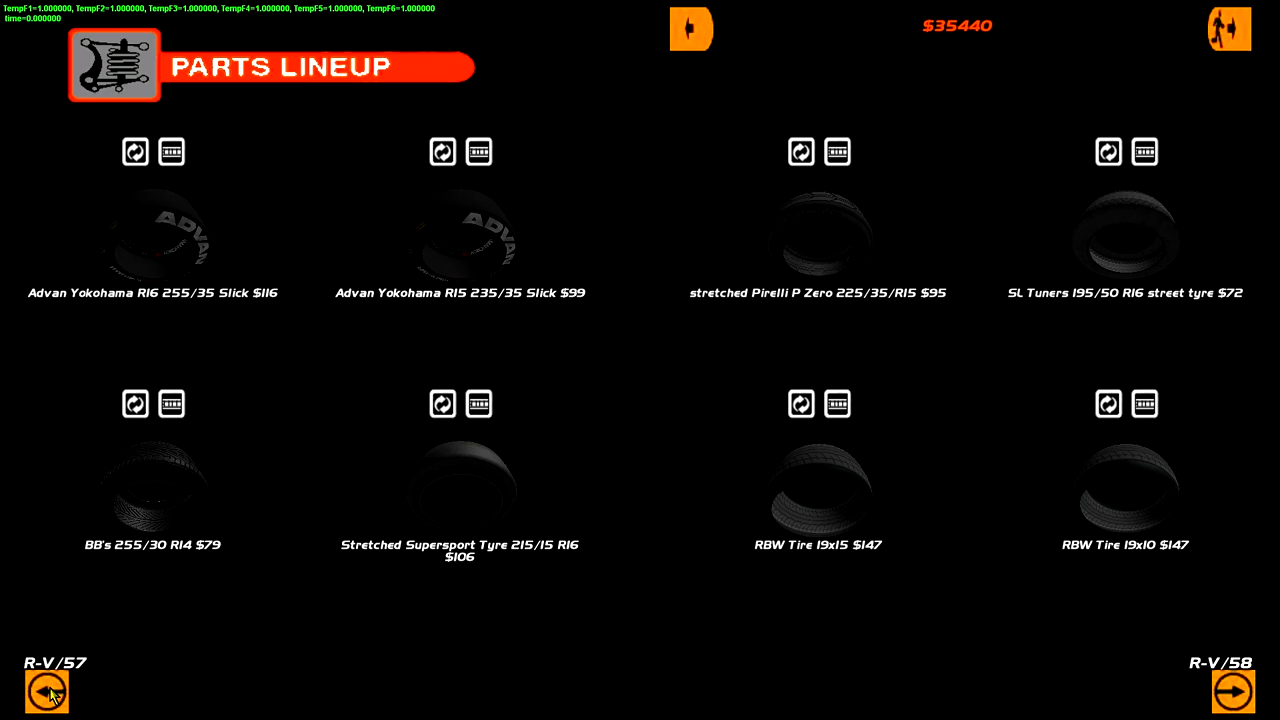 TempF1=1.000000, TempF2=1.000000, TempF3=1.000000, TempF4=1.000000, TempF5=1.000000, TempF6=1.000000
time=0.000000
$35440
PARTS LINEUP
ADVAN
ADVAN
Advan Yokohama R16 255/35 Slick $116
Advan Yokohama R15 235/35 Slick $99
stretched Pirelli P Zero 225/35/R15 $95
SL Tuners 195/50 R16 street tyre $72
BB's 255/30 R14 $79
Stretched Supersport Tyre 215/15 R16
$106
RBW Tire 19x15 $147
RBW Tire 19x10 $147
R-V/57
R-V/58